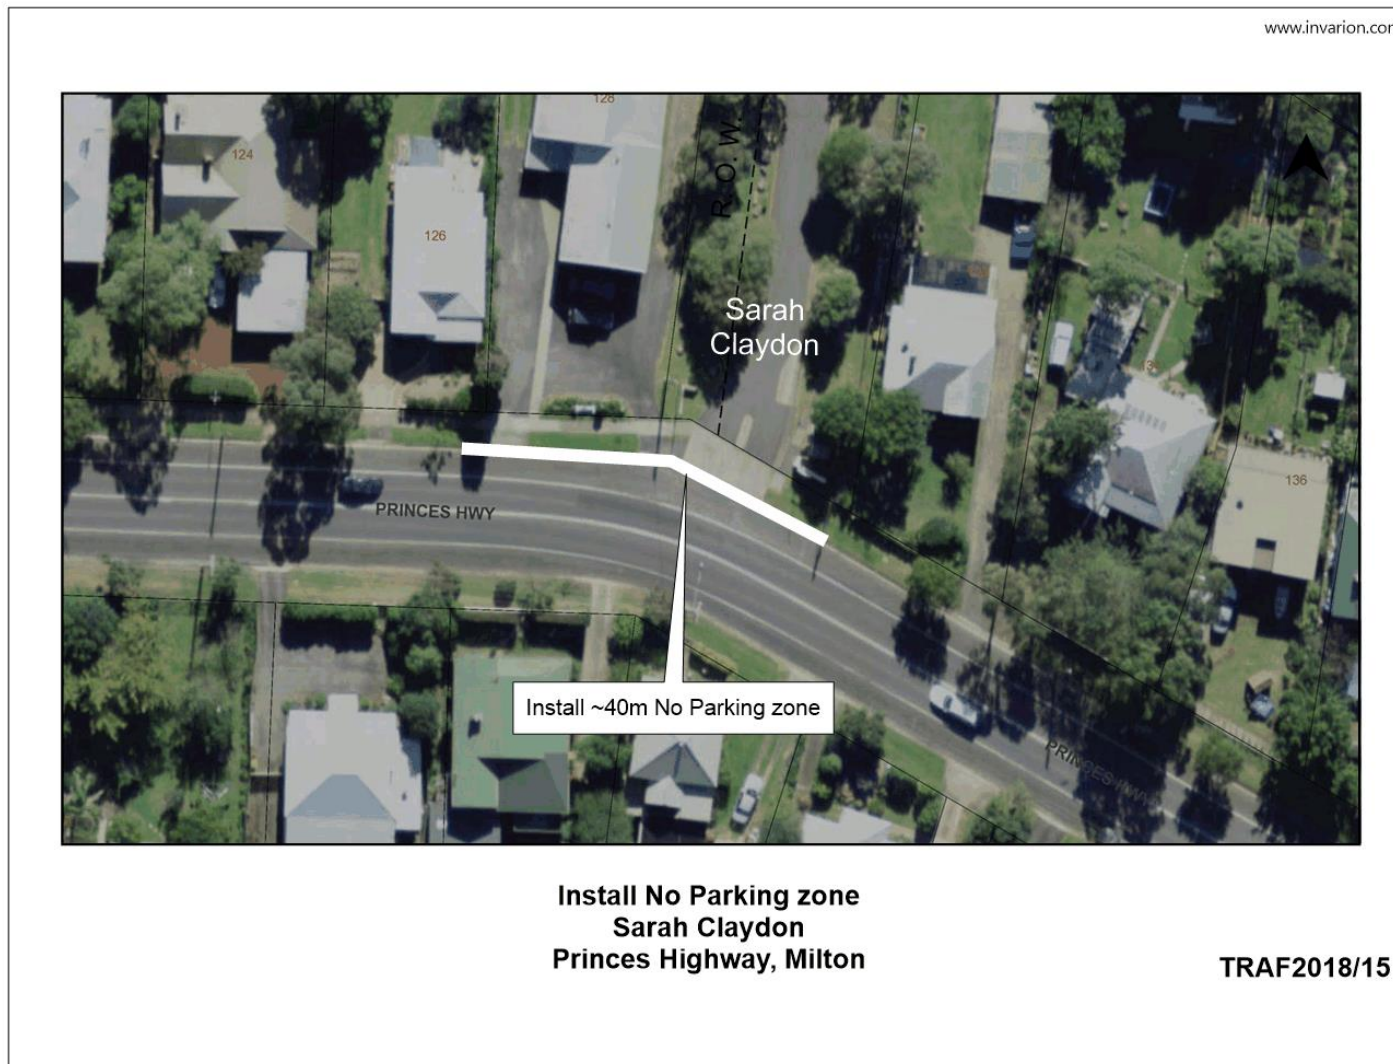 www.invarion.com
128
R.O.W.
124
126
Sarah
Claydon
136
PRINCES HWY
Install ~40m No Parking zone
PRINCES HWY
Install No Parking zone
Sarah Claydon
Princes Highway, Milton
TRAF2018/15